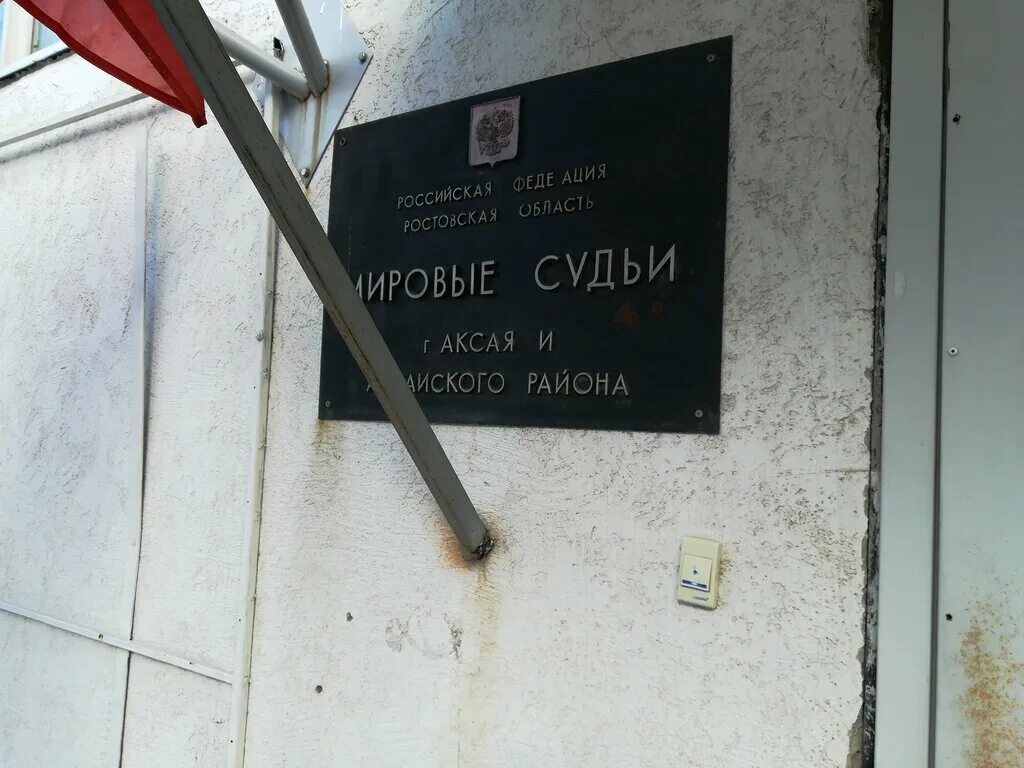 РОССИЙСКАЯ ФЕДЕ АЦИЯ
РОСТОВСКАЯ ОБЛАСТЬ
МИРОВЫЕ СУДЬИ
г. АКСАЯ И
РАЙОНА